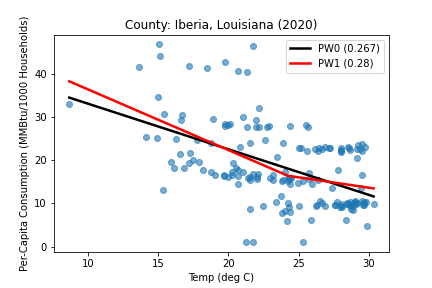 County: Iberia, Louisiana (2020)
PW0 (0.267)
PW1 (0.28)
Per-Capita Consumption (MMBtu/1000 Households)
40
30
20
10
0
10
15
20
25
30
Temp (deg C)